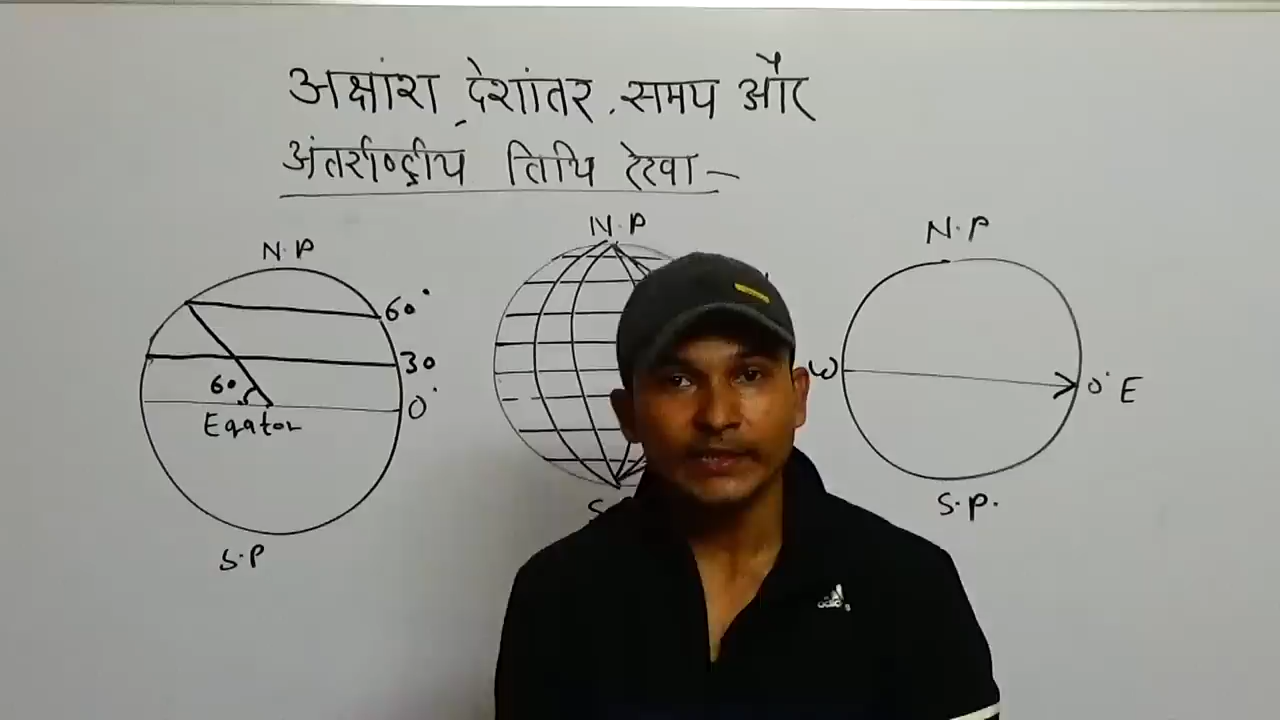 अक्षांश, देशांतर, समय और
अंतर्राष्ट्रीय तिथि रेखा —
N.P
60°
30
60
0°
Eqator
S.P
N.P
S
N.P
W
0° E
S.P.
adidas